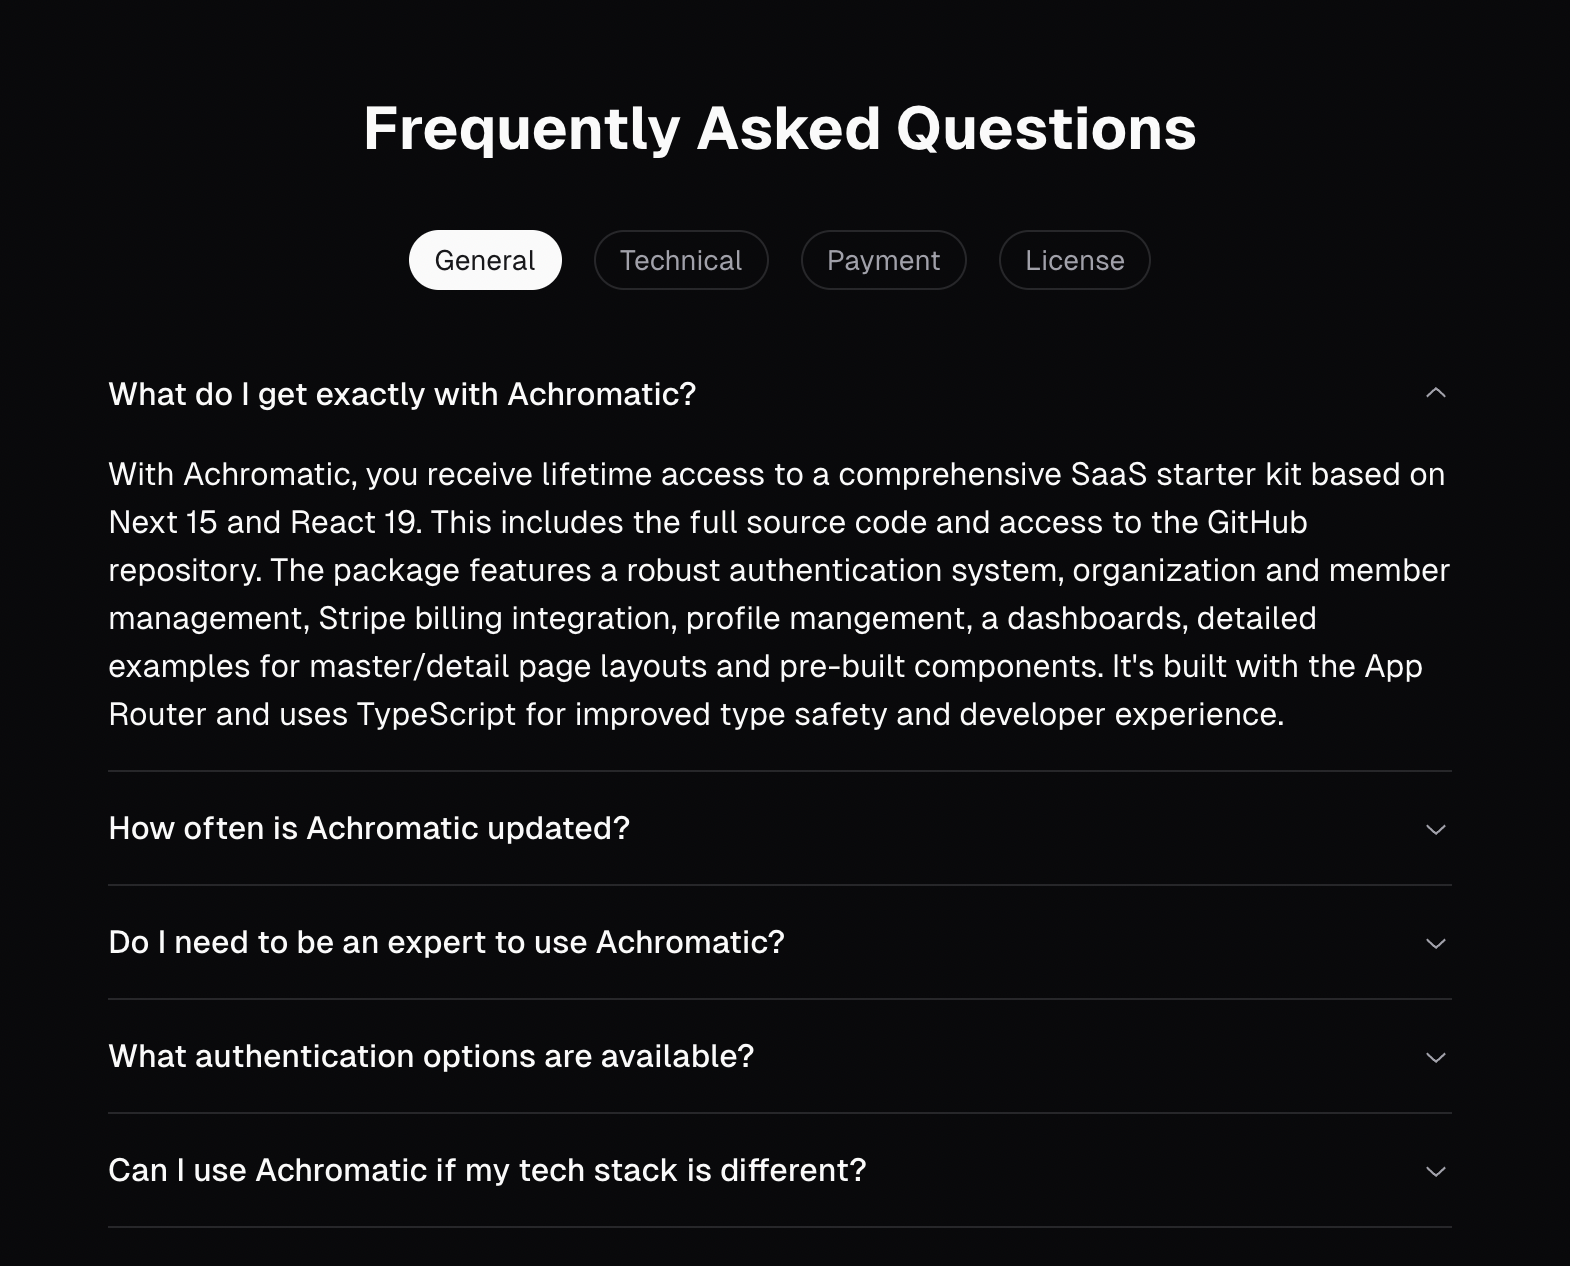 Frequently Asked Questions
General
Technical
Payment
License
What do I get exactly with Achromatic?
With Achromatic, you receive lifetime access to a comprehensive SaaS starter kit based on
Next 15 and React 19. This includes the full source code and access to the GitHub
repository. The package features a robust authentication system, organization and member
management, Stripe billing integration, profile mangement, a dashboards, detailed
examples for master/detail page layouts and pre-built components. It's built with the App
Router and uses TypeScript for improved type safety and developer experience.
How often is Achromatic updated?
Do I need to be an expert to use Achromatic?
What authentication options are available?
Can I use Achromatic if my tech stack is different?